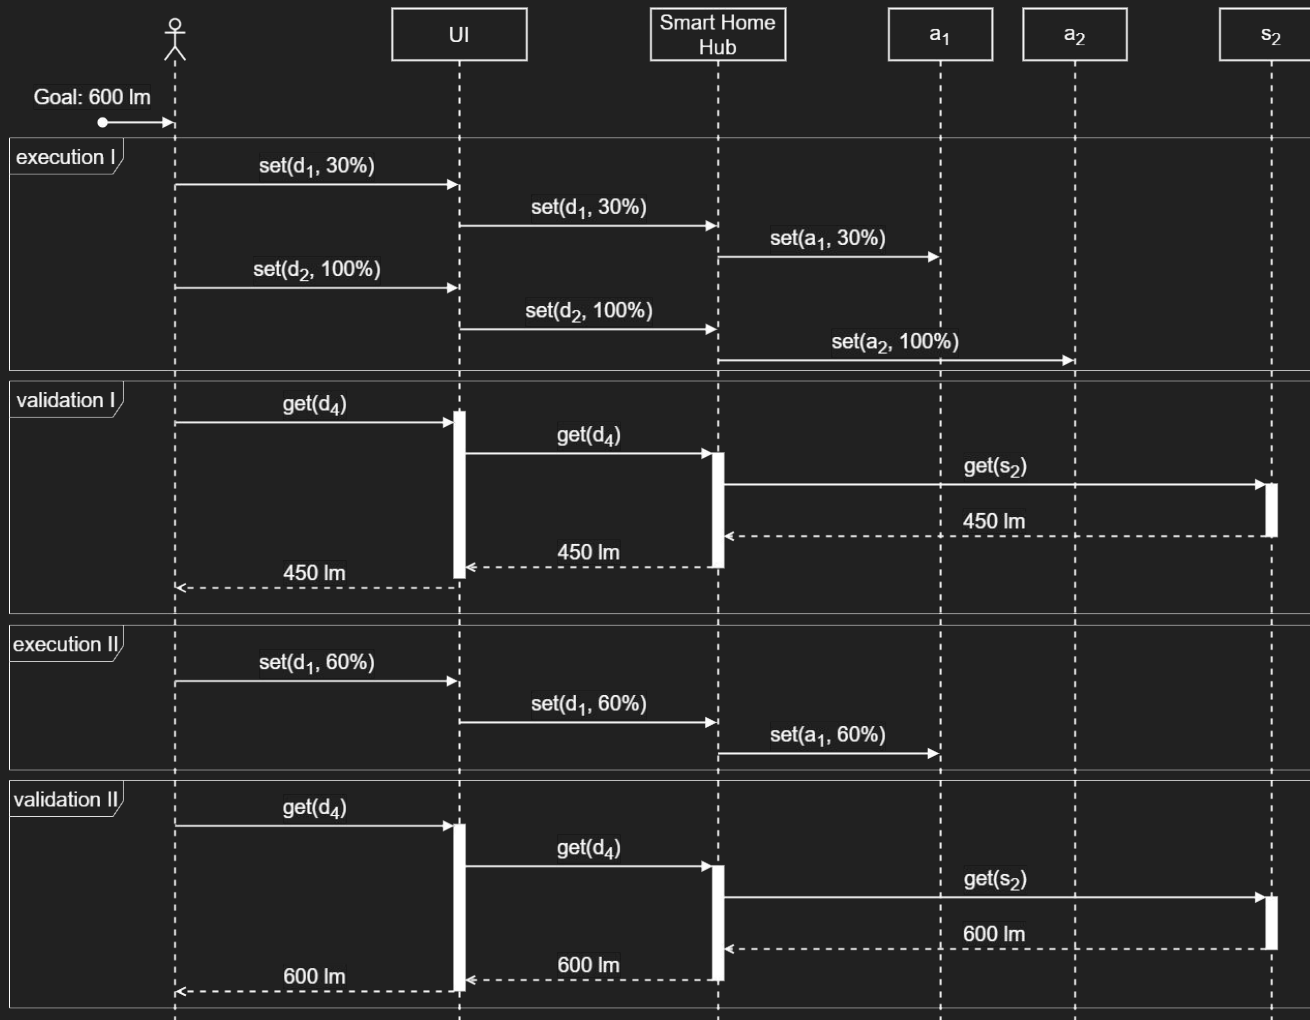 UI
Smart Home
Hub
a₁
a₂
s₂
Goal: 600 lm
execution I
set(d₁, 30%)
set(d₁, 30%)
set(a₁, 30%)
set(d₂, 100%)
set(d₂, 100%)
set(a₂, 100%)
validation I
get(d₄)
get(d₄)
get(s₂)
450 lm
450 lm
450 lm
execution II
set(d₁, 60%)
set(d₁, 60%)
set(a₁, 60%)
validation II
get(d₄)
get(d₄)
get(s₂)
600 lm
600 lm
600 lm